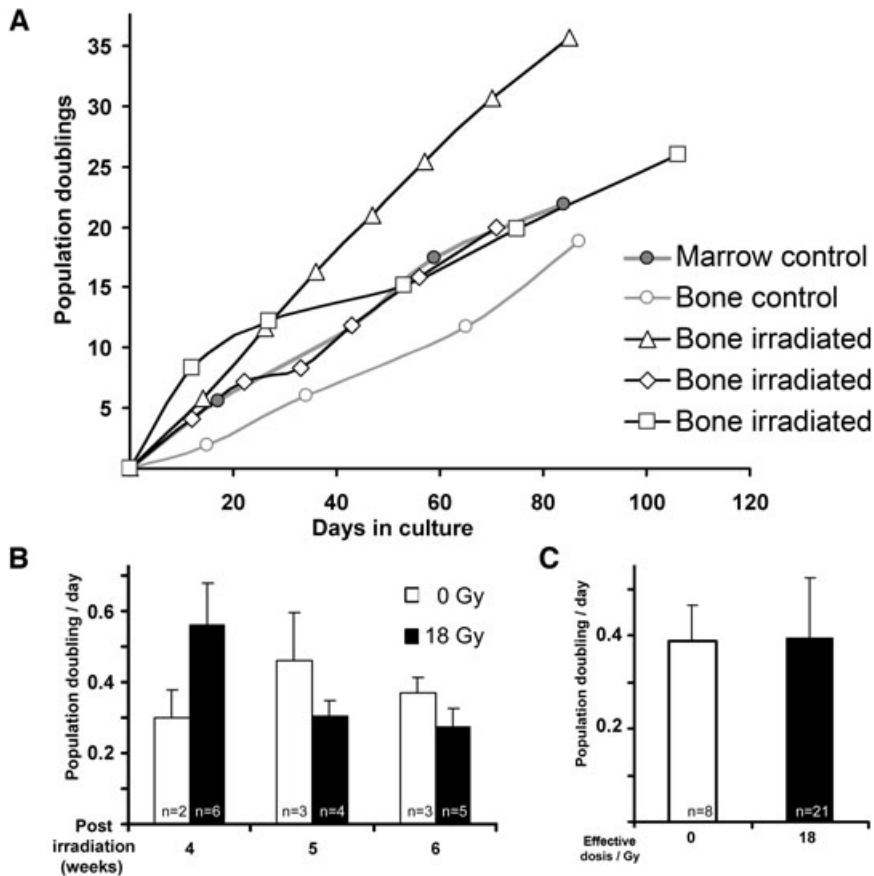 A
Population doublings
35
30
25
20
15
10
5
20
40
60
80
100
120
Days in culture
Marrow control
Bone control
Bone irradiated
Bone irradiated
Bone irradiated
B
Population doubling / day
0.6
0.4
0.2
0 Gy
18 Gy
n=2
n=6
n=3
n=4
n=3
n=5
Post
irradiation
(weeks)
4
5
6
C
Population doubling / day
0.4
0.2
n=8
n=21
Effective
dosis / Gy
0
18